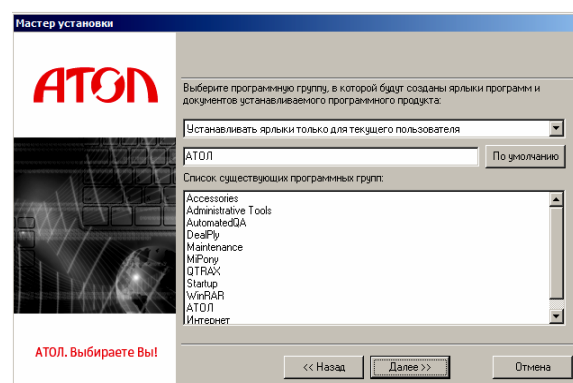 Мастер установки
АТОЛ
Выберите программную группу, в которой будут созданы ярлыки программ и
документов устанавливаемого программного продукта:
Устанавливать ярлыки только для текущего пользователя
АТОЛ
По умолчанию
Список существующих программных групп:
Accessories
Administrative Tools
AutomatedQA
DealPly
Maintenance
MiPony
QTRAX
Startup
WinRAR
АТОЛ
Интернет
АТОЛ. Выбираете Вы!
<< Назад
Далее >>
Отмена